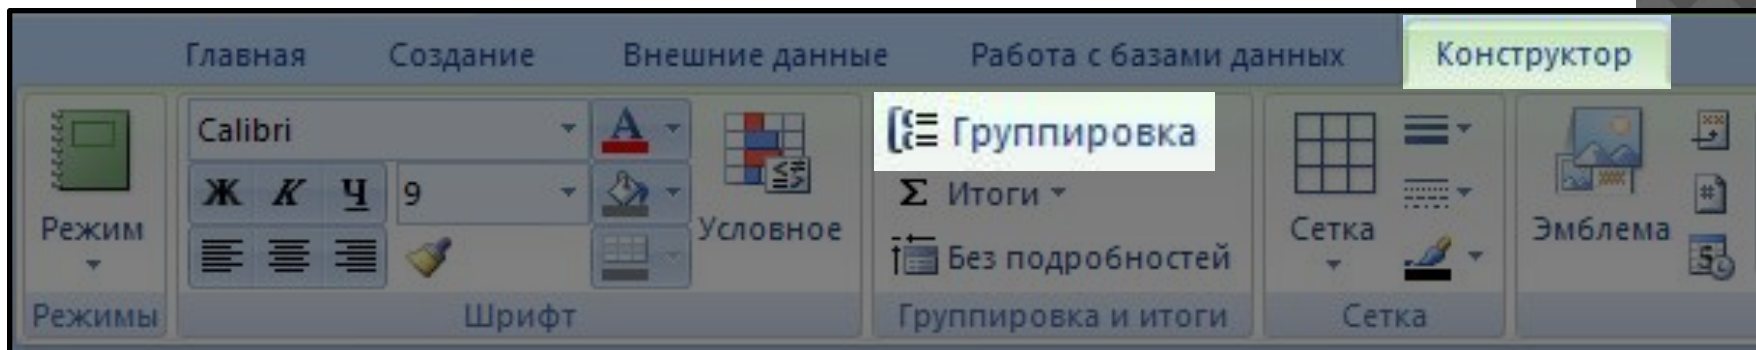 Главная Создание Внешние данные Работа с базами данных Конструктор
Calibri А Группировка
Ж К Ч 9 Σ Итоги
Режим Условное Сетка Эмблема
Без подробностей
Режимы Шрифт Группировка и итоги Сетка